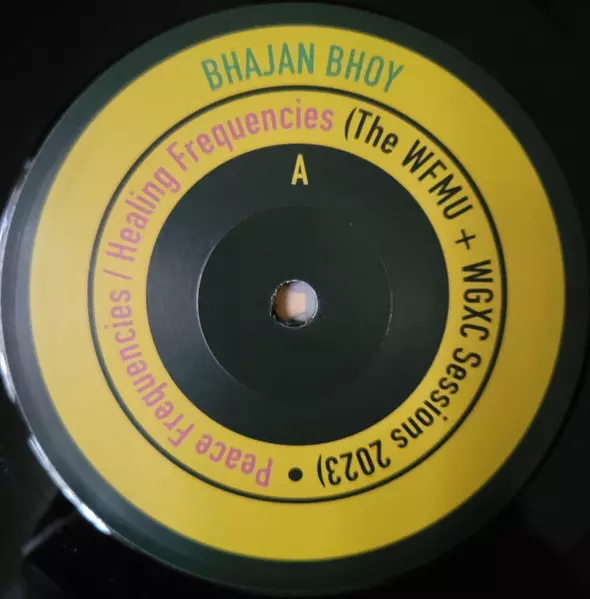 BHAJAN BHOY
Peace Frequencies / Healing Frequencies (The WFMU + WGXC Sessions 2023) •
A